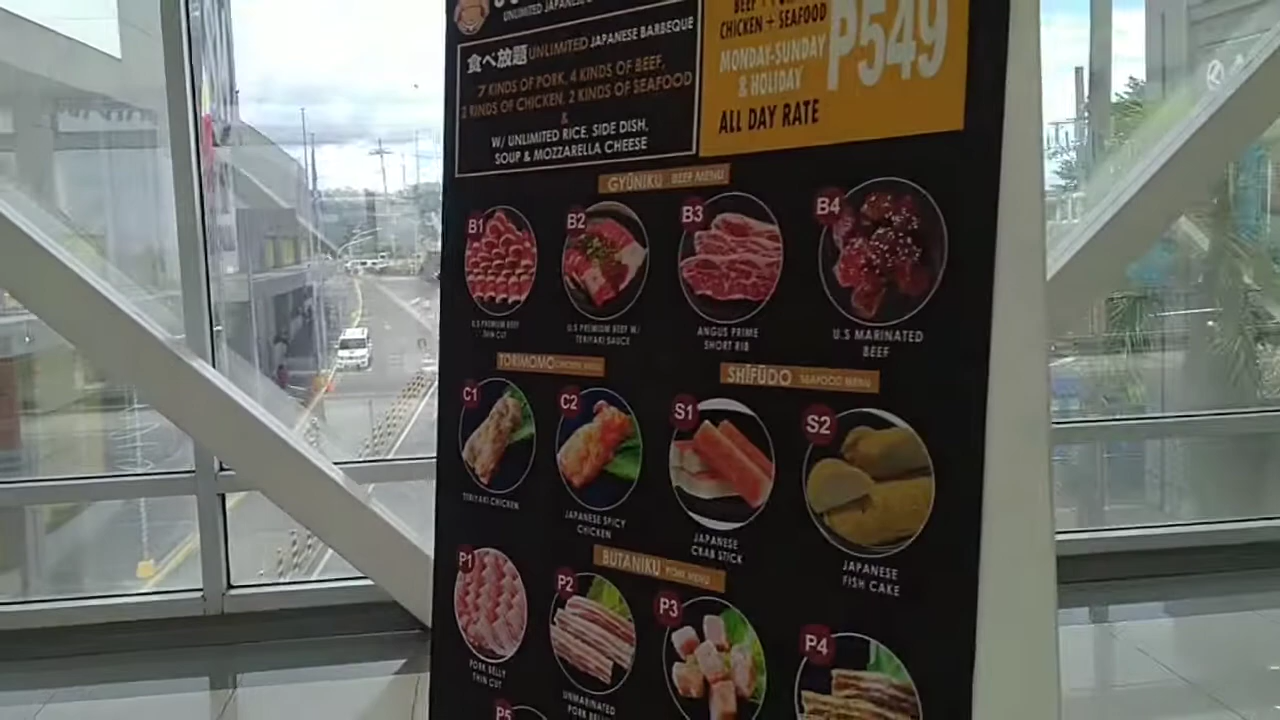 UNLIMITED JAPANESE
食べ放題 UNLIMITED JAPANESE BARBEQUE
7 KINDS OF PORK, 4 KINDS OF BEEF,
3 KINDS OF CHICKEN, 2 KINDS OF SEAFOOD
&
W/ UNLIMITED RICE, SIDE DISH,
SOUP & MOZZARELLA CHEESE
BEEF +
CHICKEN + SEAFOOD
MONDAY-SUNDAY
& HOLIDAY
P549
ALL DAY RATE
GYŪNIKU BEEF MENU
B1
B2
B3
B4
U.S PREMIUM BEEF
THIN CUT
U.S PREMIUM BEEF W/
TERIYAKI SAUCE
ANGUS PRIME
SHORT RIB
U.S MARINATED
BEEF
TORIMOMO CHICKEN MENU
SHĪFŪDO SEAFOOD MENU
C1
C2
S1
S2
TERIYAKI CHICKEN
JAPANESE SPICY
CHICKEN
JAPANESE
CRAB STICK
JAPANESE
FISH CAKE
BUTANIKU PORK MENU
P1
P2
P3
P4
PORK BELLY
THIN CUT
UNMARINATED
PORK BELLY
P5